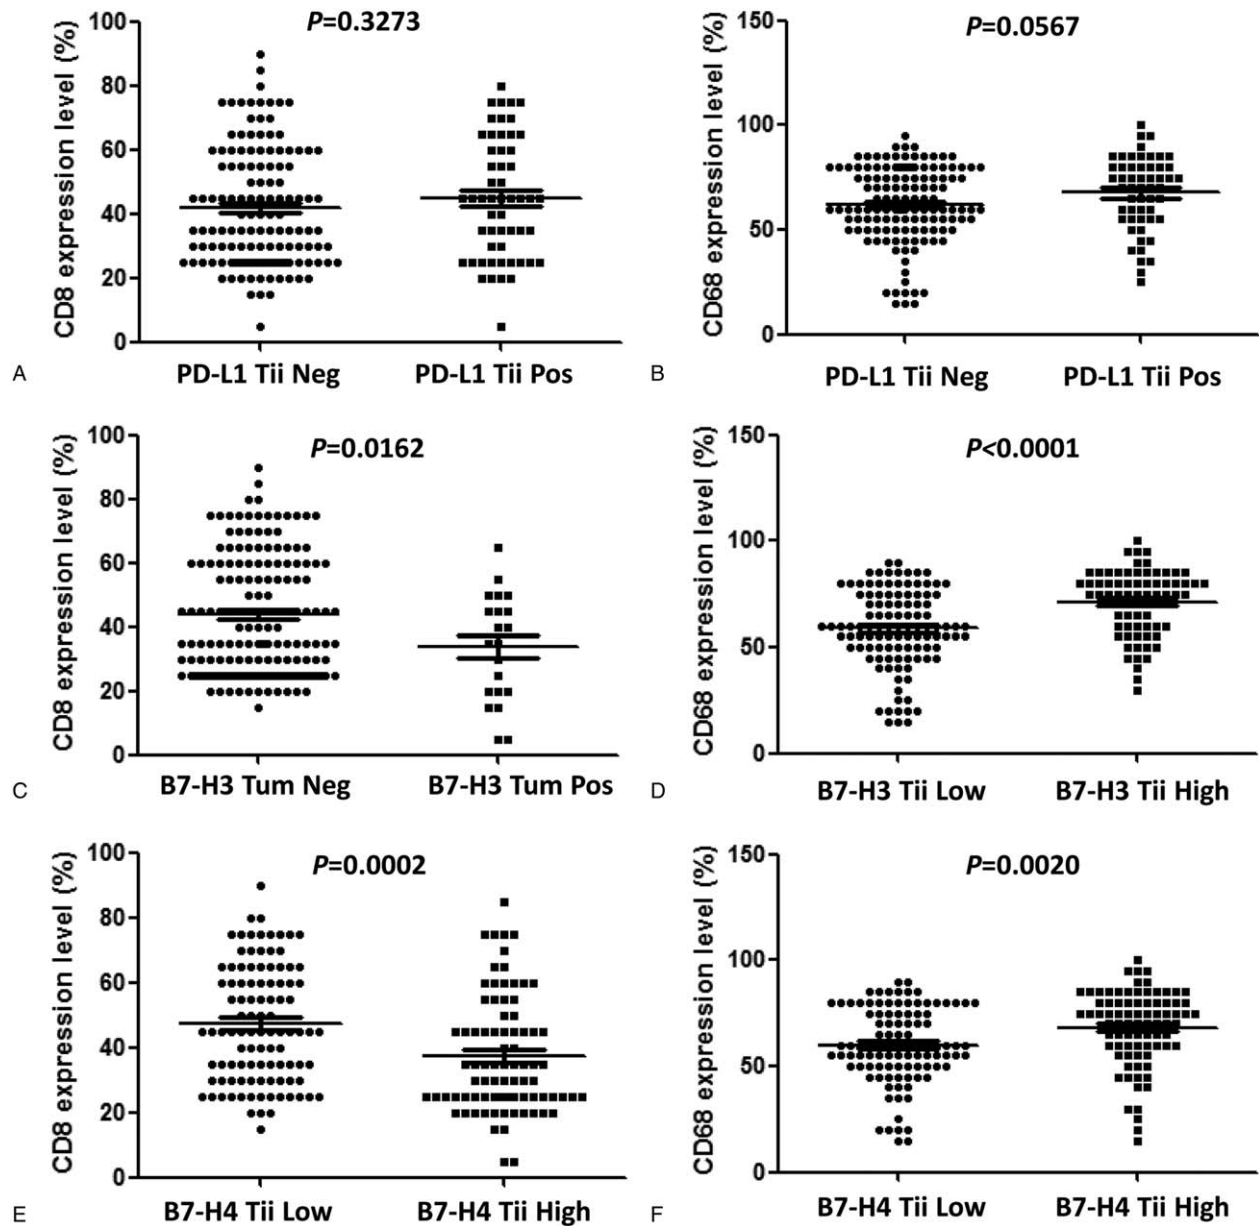 P=0.3273
CD8 expression level (%)
100
80
60
40
20
0
PD-L1 Tii Neg
PD-L1 Tii Pos
A
P=0.0567
CD68 expression level (%)
150
100
50
0
PD-L1 Tii Neg
PD-L1 Tii Pos
B
P=0.0162
CD8 expression level (%)
100
80
60
40
20
0
B7-H3 Tum Neg
B7-H3 Tum Pos
C
P<0.0001
CD68 expression level (%)
150
100
50
0
B7-H3 Tii Low
B7-H3 Tii High
D
P=0.0002
CD8 expression level (%)
100
80
60
40
20
0
B7-H4 Tii Low
B7-H4 Tii High
E
P=0.0020
CD68 expression level (%)
150
100
50
0
B7-H4 Tii Low
B7-H4 Tii High
F